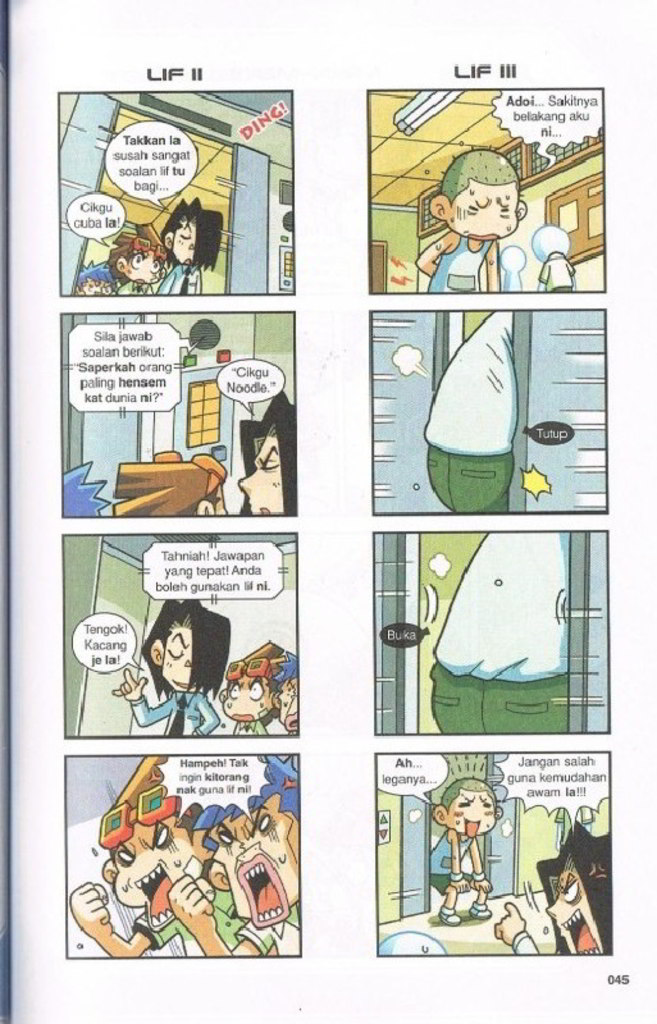 LIF II
DING!
Takkan la
susah sangat
soalan lif tu
bagi...
Cikgu
cuba la!
Sila jawab
soalan berikut:
"Saperkah orang
paling hensem
kat dunia ni?"
"Cikgu
Noodle."
Tahniah! Jawapan
yang tepat! Anda
boleh gunakan lif ni.
Tengok!
Kacang
je la!
Hampeh! Tak
ingin kitorang
nak guna lif ni!
LIF III
Adoi... Sakitnya
belakang aku
ni...
Tutup
Buka
Ah...
leganya...
Jangan salah
guna kemudahan
awam la!!!
045